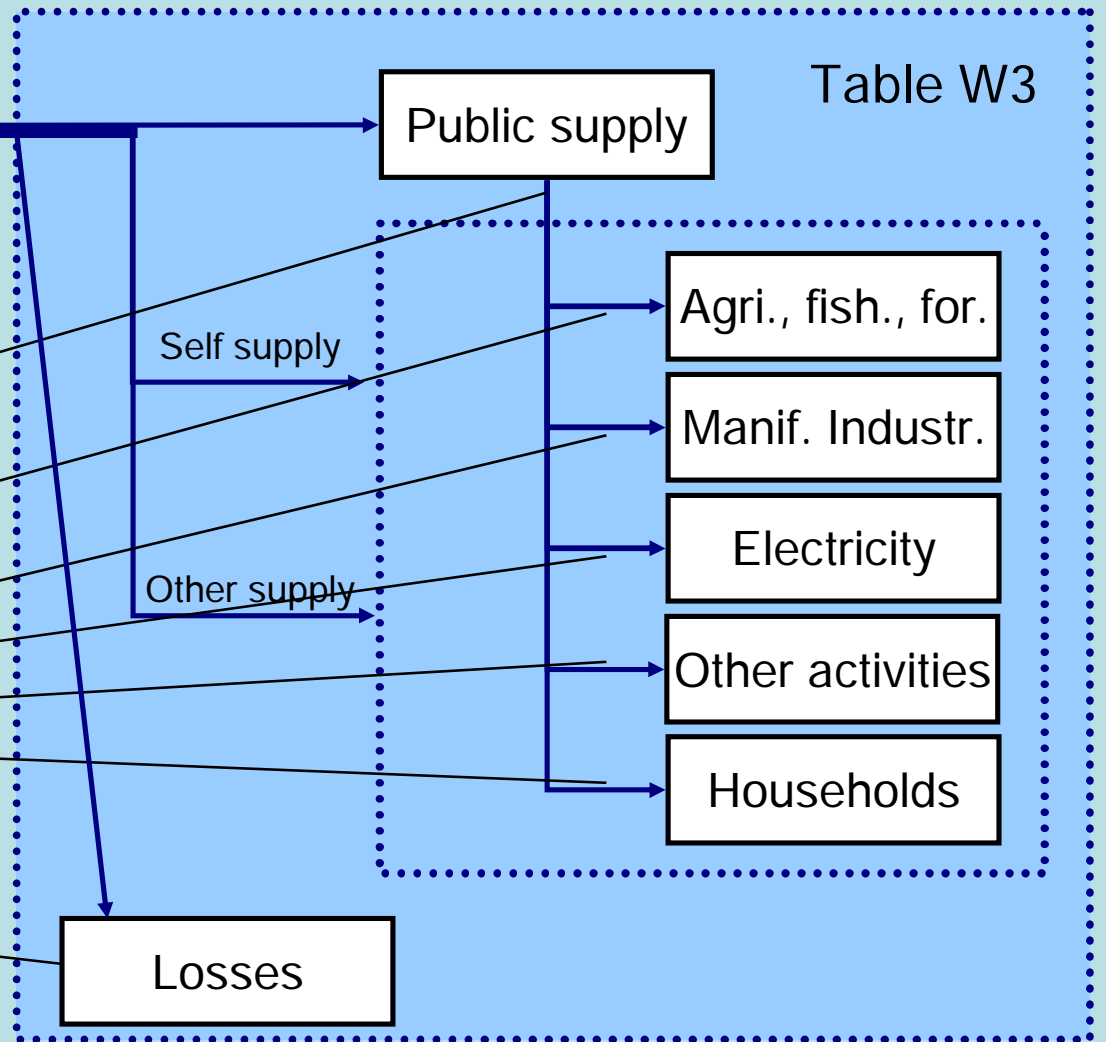 Table W3
Public supply
Agri., fish., for.
Self supply
Manif. Industr.
Electricity
Other supply
Other activities
Households
Losses